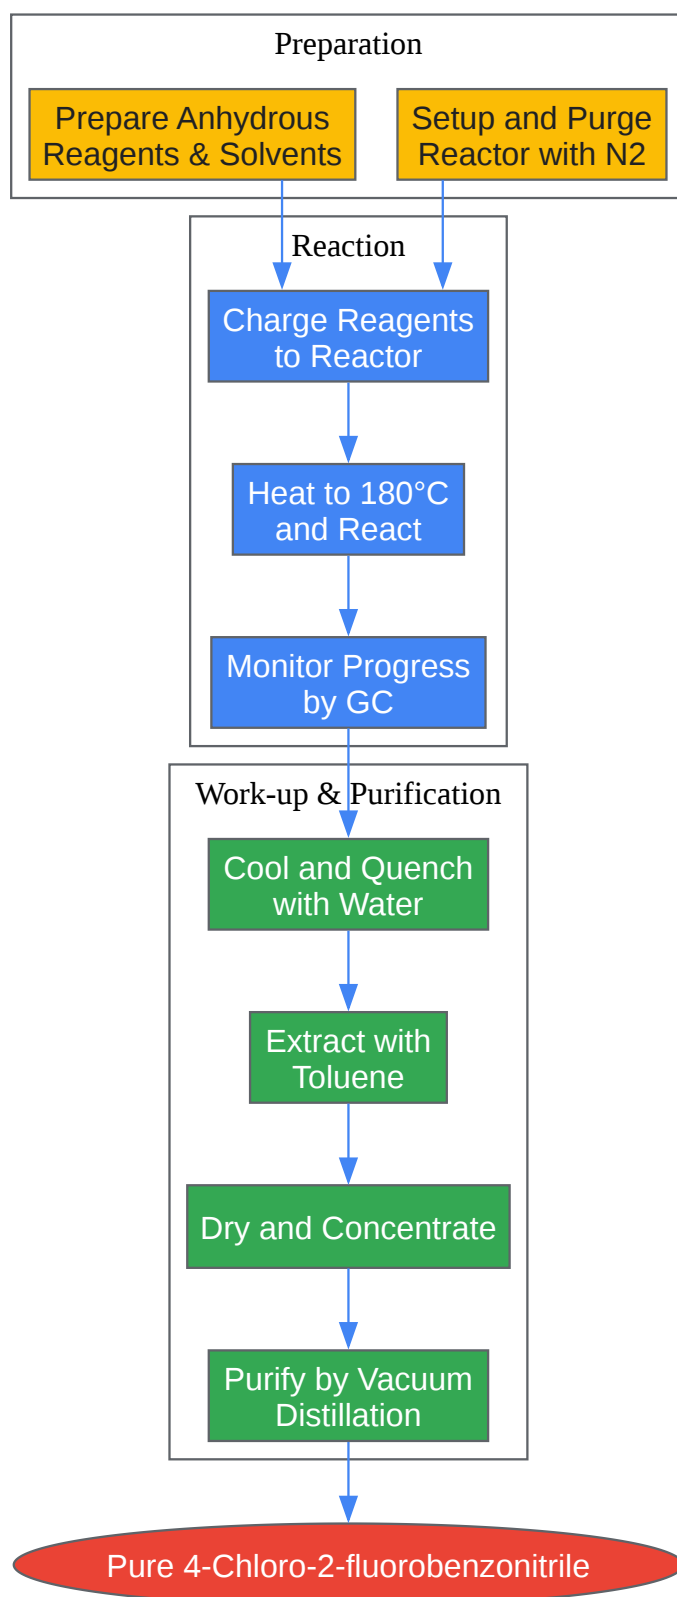 Preparation
Prepare Anhydrous
Reagents & Solvents
Setup and Purge
Reactor with N2
Reaction
Charge Reagents
to Reactor
Heat to 180°C
and React
Monitor Progress
by GC
Work-up & Purification
Cool and Quench
with Water
Extract with
Toluene
Dry and Concentrate
Purify by Vacuum
Distillation
Pure 4-Chloro-2-fluorobenzonitrile